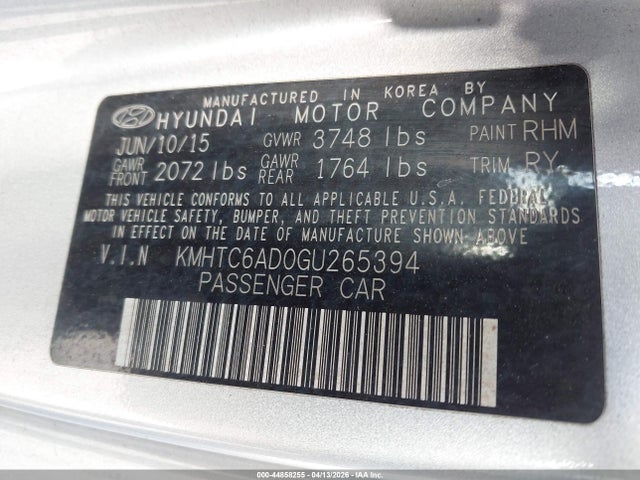 MANUFACTURED IN KOREA BY
HYUNDAI MOTOR COMPANY
JUN/10/15 GVWR 3748 lbs PAINT RHM
GAWR FRONT 2072 lbs GAWR REAR 1764 lbs TRIM RY
THIS VEHICLE CONFORMS TO ALL APPLICABLE U.S.A. FEDERAL
MOTOR VEHICLE SAFETY, BUMPER, AND THEFT PREVENTION STANDARDS
IN EFFECT ON THE DATE OF MANUFACTURE SHOWN ABOVE.
V.I.N KMHTC6AD0GU265394
PASSENGER CAR
000-44858255 - 04/13/2026 - IAA, Inc.